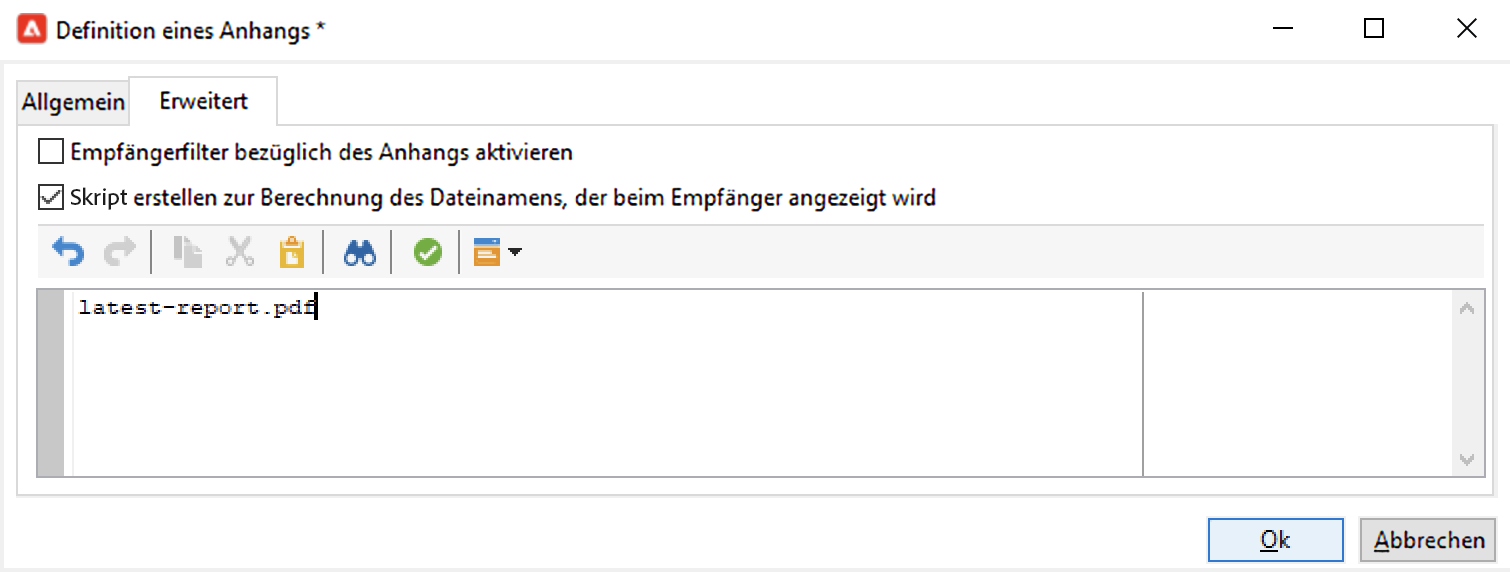 Definition eines Anhangs *
Allgemein
Erweitert
Empfängerfilter bezüglich des Anhangs aktivieren
Skript erstellen zur Berechnung des Dateinamens, der beim Empfänger angezeigt wird
latest-report.pdf
Ok
Abbrechen